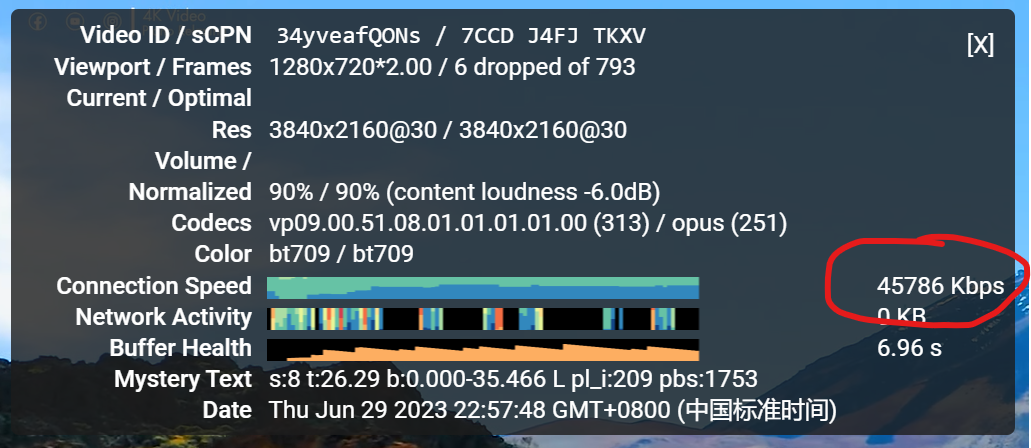 4K Video
Video ID / sCPN 34yveafQONs / 7CCD J4FJ TKXV
[X]
Viewport / Frames 1280x720*2.00 / 6 dropped of 793
Current / Optimal
Res 3840x2160@30 / 3840x2160@30
Volume /
Normalized 90% / 90% (content loudness -6.0dB)
Codecs vp09.00.51.08.01.01.01.01.00 (313) / opus (251)
Color bt709 / bt709
Connection Speed 45786 Kbps
Network Activity 0 KB
Buffer Health 6.96 s
Mystery Text s:8 t:26.29 b:0.000-35.466 L pl_i:209 pbs:1753
Date Thu Jun 29 2023 22:57:48 GMT+0800 (中国标准时间)